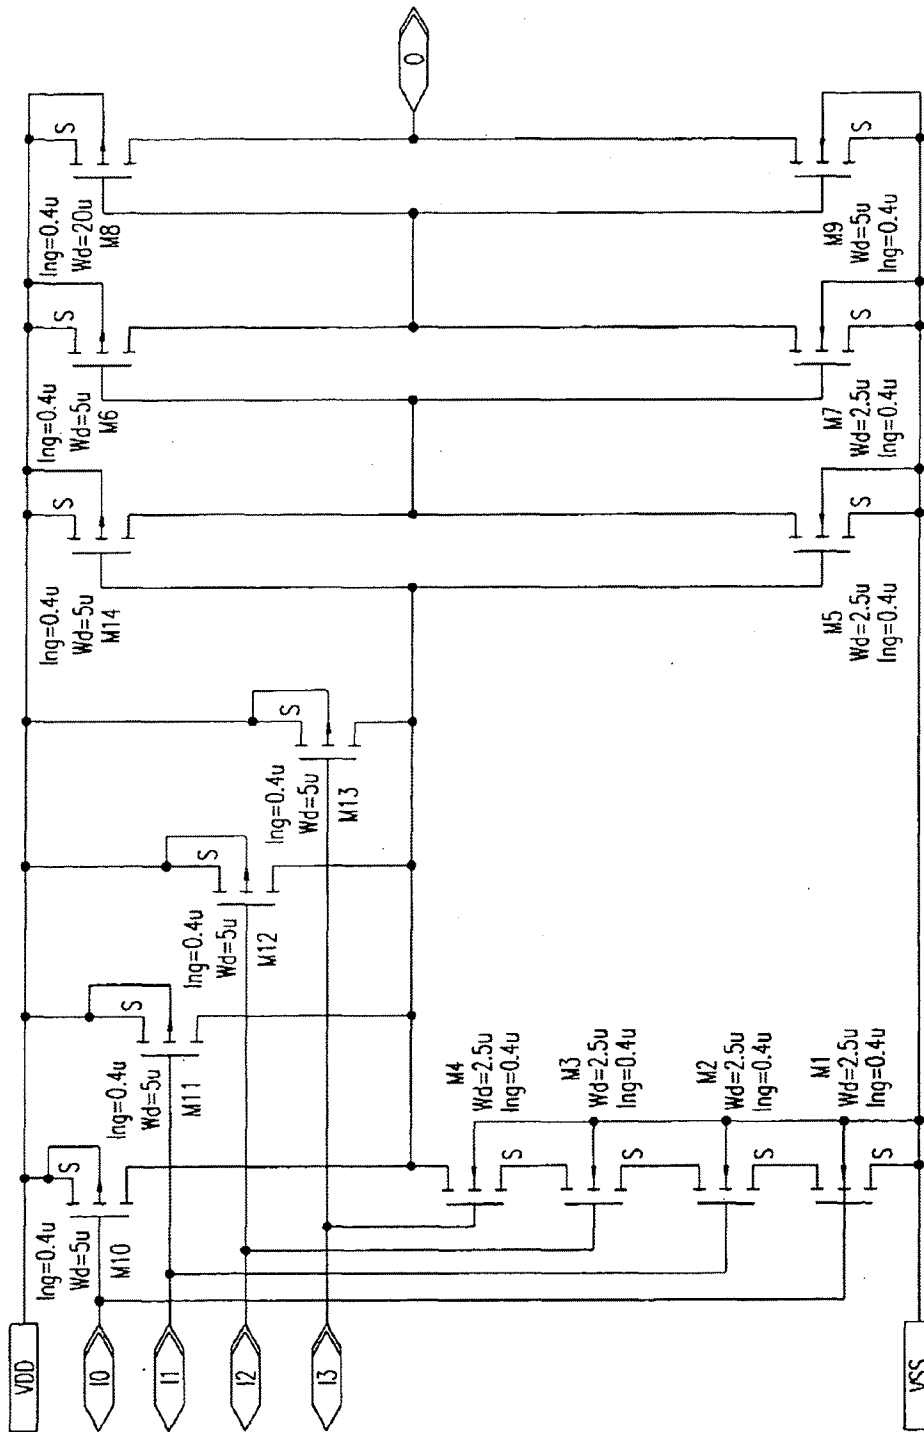 VDD
I0
I1
I2
I3
VSS
lng=0.4u
Wd=5u
M10
S
lng=0.4u
Wd=5u
M11
S
lng=0.4u
Wd=5u
M12
S
lng=0.4u
Wd=5u
M13
S
M4
Wd=2.5u
lng=0.4u
S
M3
Wd=2.5u
lng=0.4u
S
M2
Wd=2.5u
lng=0.4u
S
M1
Wd=2.5u
lng=0.4u
S
lng=0.4u
Wd=5u
M14
S
M5
Wd=2.5u
lng=0.4u
S
lng=0.4u
Wd=5u
M6
S
M7
Wd=2.5u
lng=0.4u
S
lng=0.4u
Wd=20u
M8
S
M9
Wd=5u
lng=0.4u
S
O